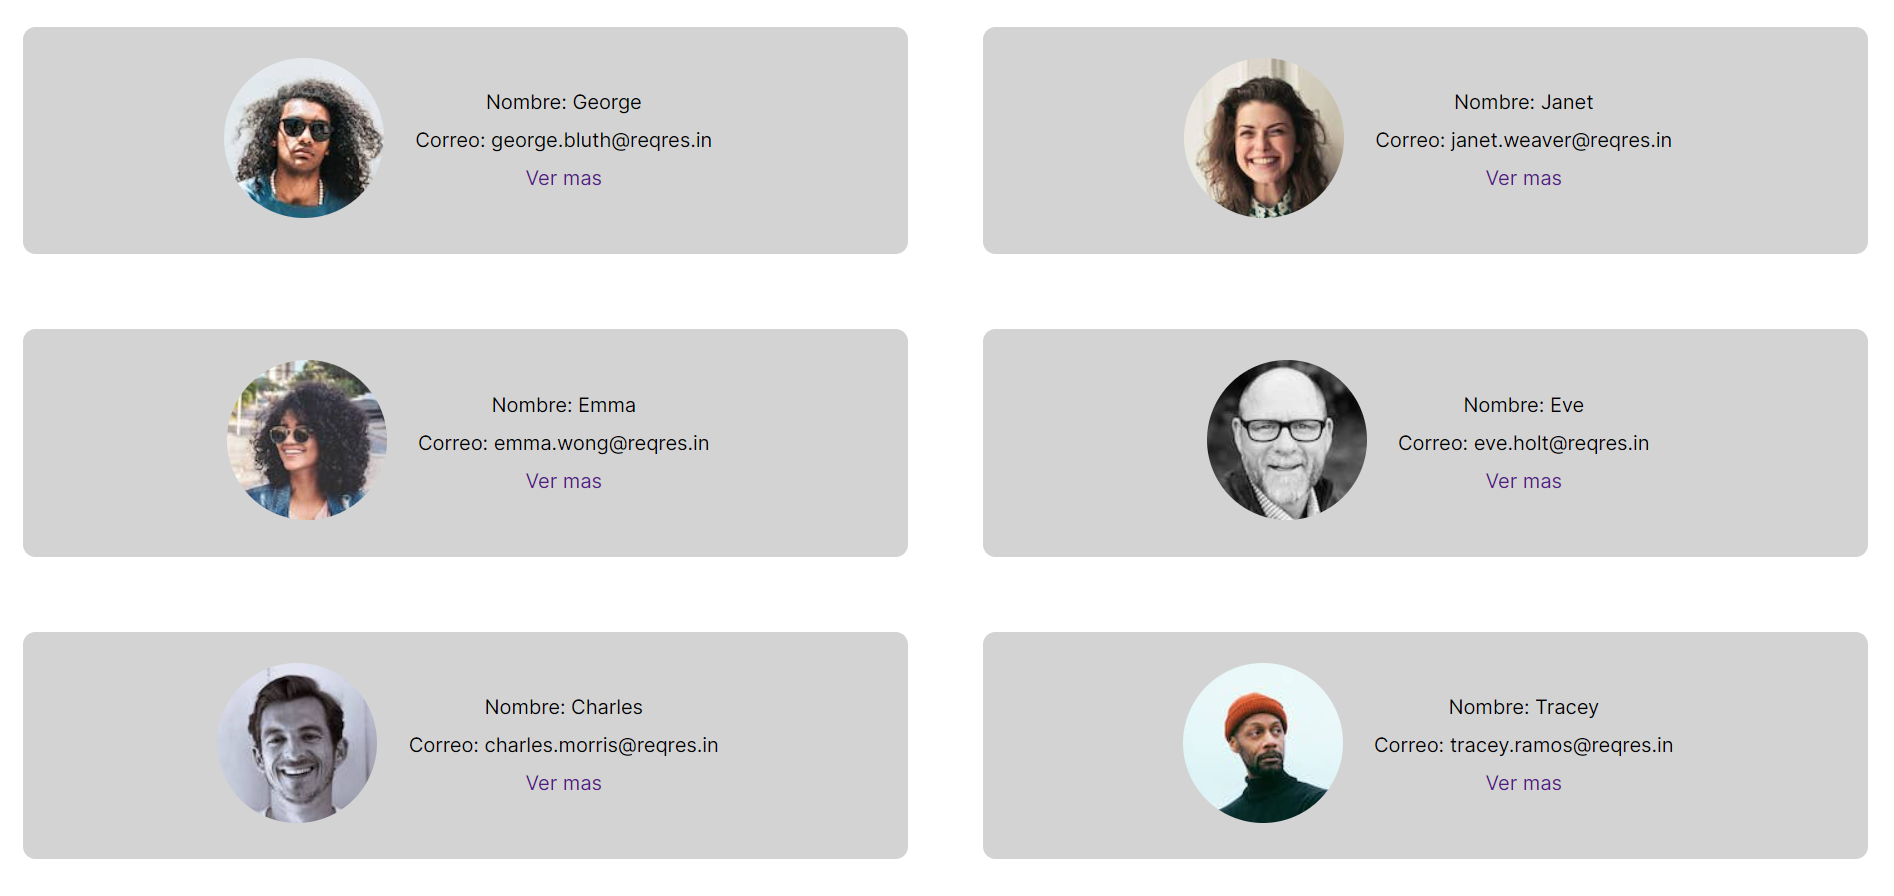 Nombre: George
Correo: george.bluth@reqres.in
Ver mas
Nombre: Janet
Correo: janet.weaver@reqres.in
Ver mas
Nombre: Emma
Correo: emma.wong@reqres.in
Ver mas
Nombre: Eve
Correo: eve.holt@reqres.in
Ver mas
Nombre: Charles
Correo: charles.morris@reqres.in
Ver mas
Nombre: Tracey
Correo: tracey.ramos@reqres.in
Ver mas